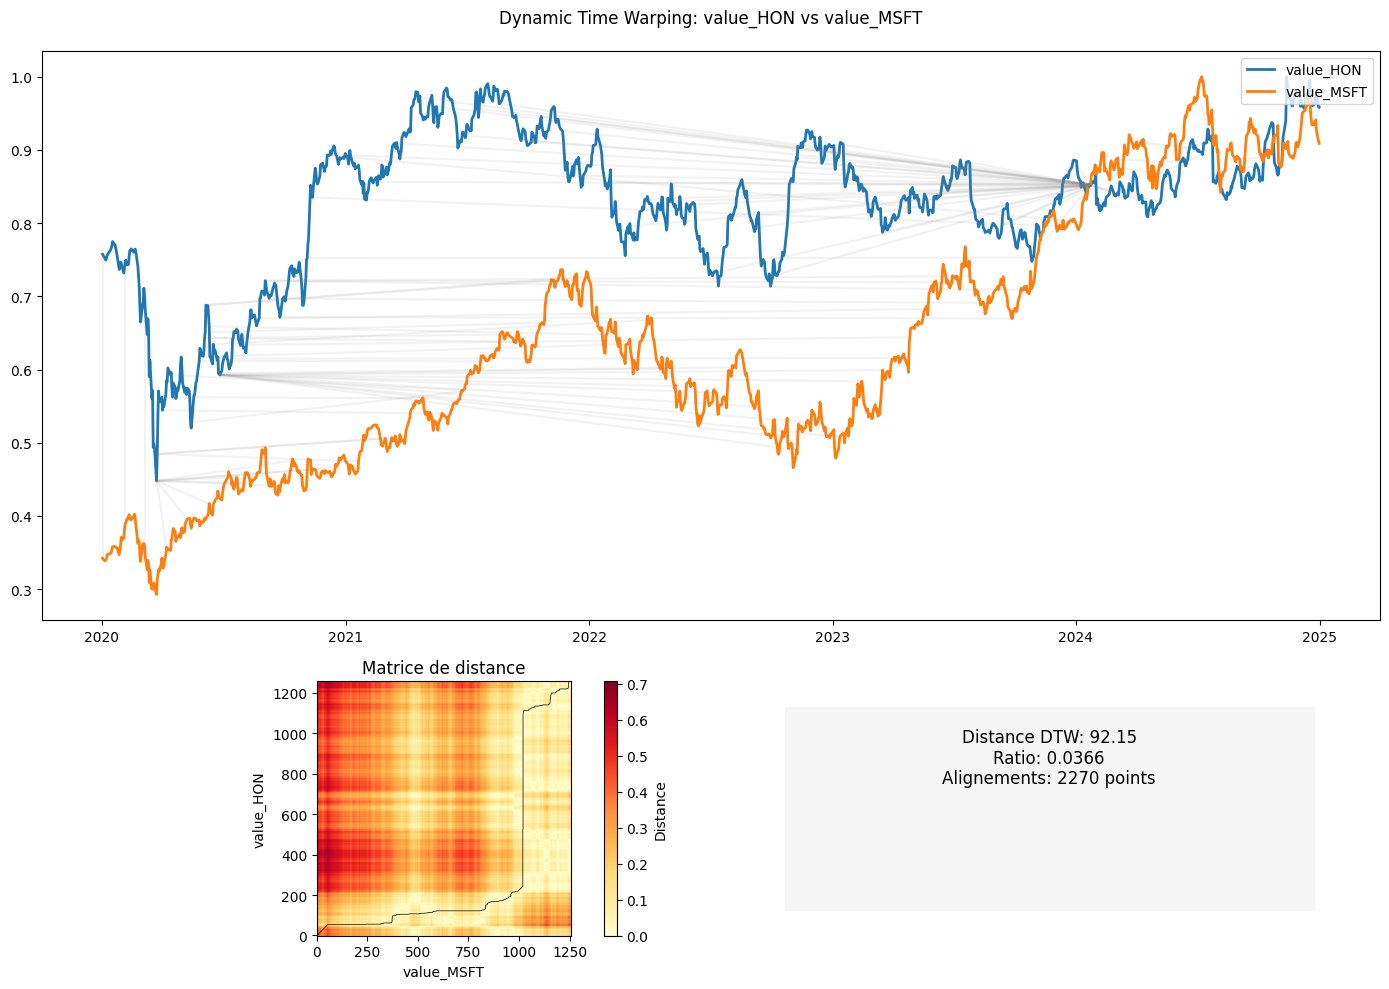 Dynamic Time Warping: value_HON vs value_MSFT
value_HON
value_MSFT
1.0
0.9
0.8
0.7
0.6
0.5
0.4
0.3
2020 2021 2022 2023 2024 2025
Matrice de distance
value_HON
1200
1000
800
600
400
200
0
0 250 500 750 1000 1250
value_MSFT
0.7
0.6
0.5
0.4
0.3
0.2
0.1
0.0
Distance
Distance DTW: 92.15
Ratio: 0.0366
Alignements: 2270 points